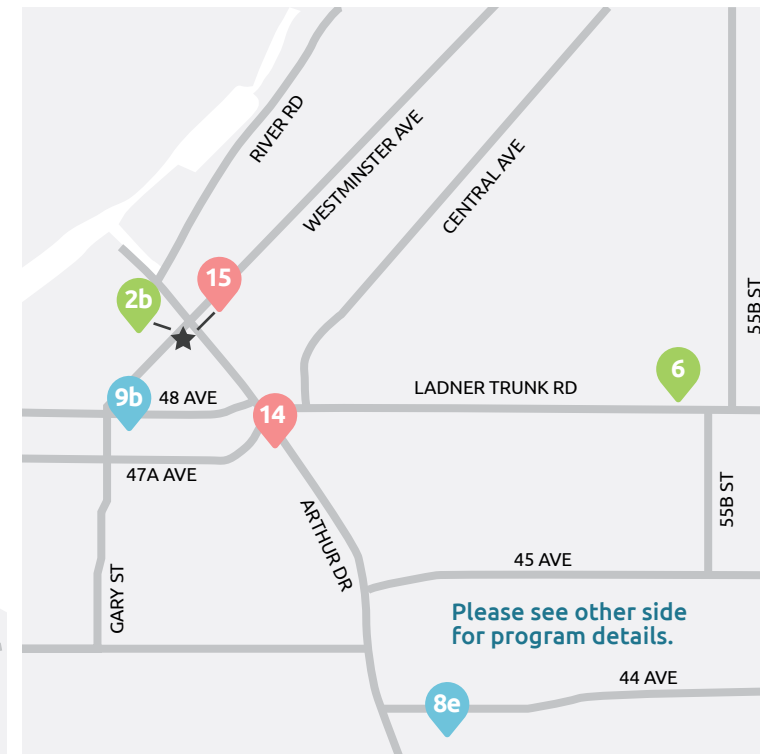 RIVER RD
WESTMINSTER AVE
CENTRAL AVE
55B ST
15
2b
6
LADNER TRUNK RD
9b
48 AVE
14
47A AVE
55B ST
ARTHUR DR
45 AVE
GARY ST
Please see other side
for program details.
44 AVE
8e